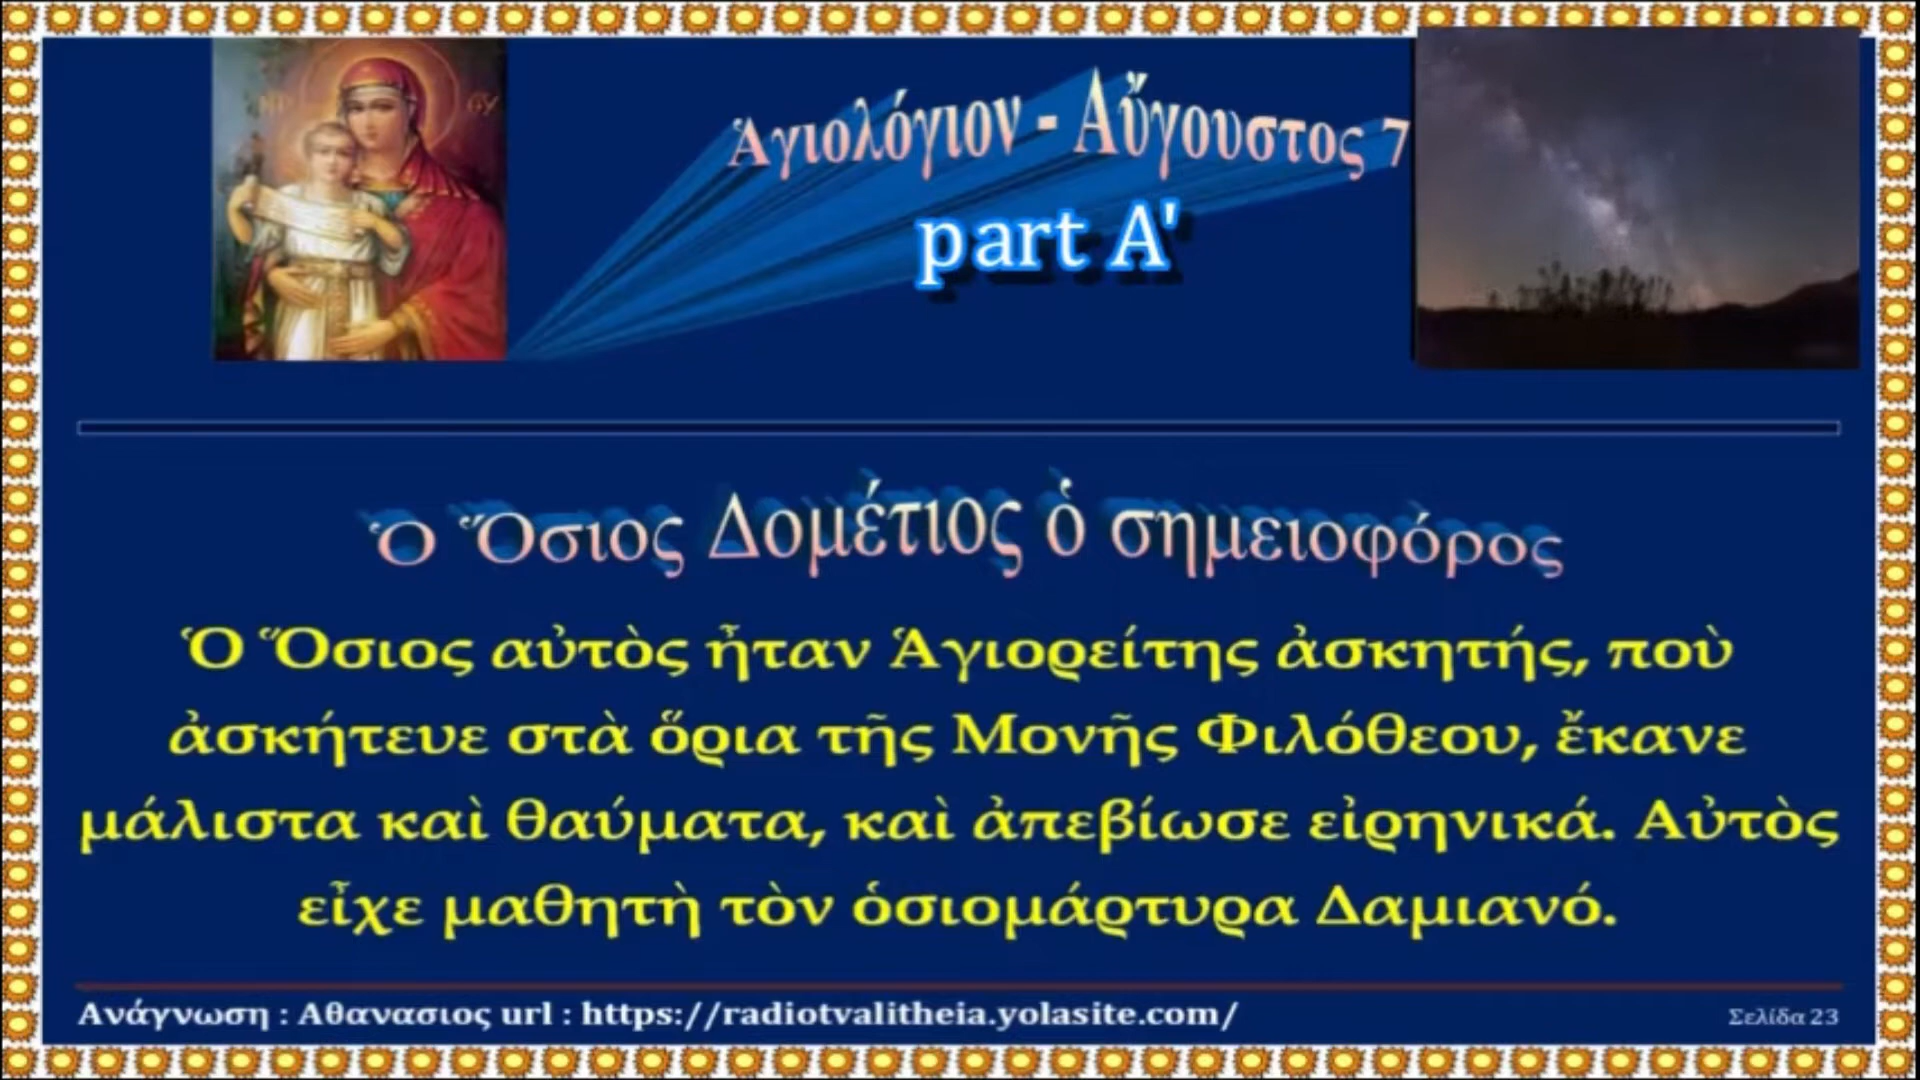 Ἁγιολόγιον - Αὔγουστος 7
part A'
Ὁ Ὅσιος Δομέτιος ὁ σημειοφόρος
Ὁ Ὅσιος αὐτὸς ἦταν Ἁγιορείτης ἀσκητής, ποὺ
ἀσκήτευε στὰ ὅρια τῆς Μονῆς Φιλόθεου, ἔκανε
μάλιστα καὶ θαύματα, καὶ ἀπεβίωσε εἰρηνικά. Αὐτὸς
εἶχε μαθητὴ τὸν ὁσιομάρτυρα Δαμιανό.
Ανάγνωση : Αθανασιος url : https://radiotvalitheia.yolasite.com/
Σελίδα 23